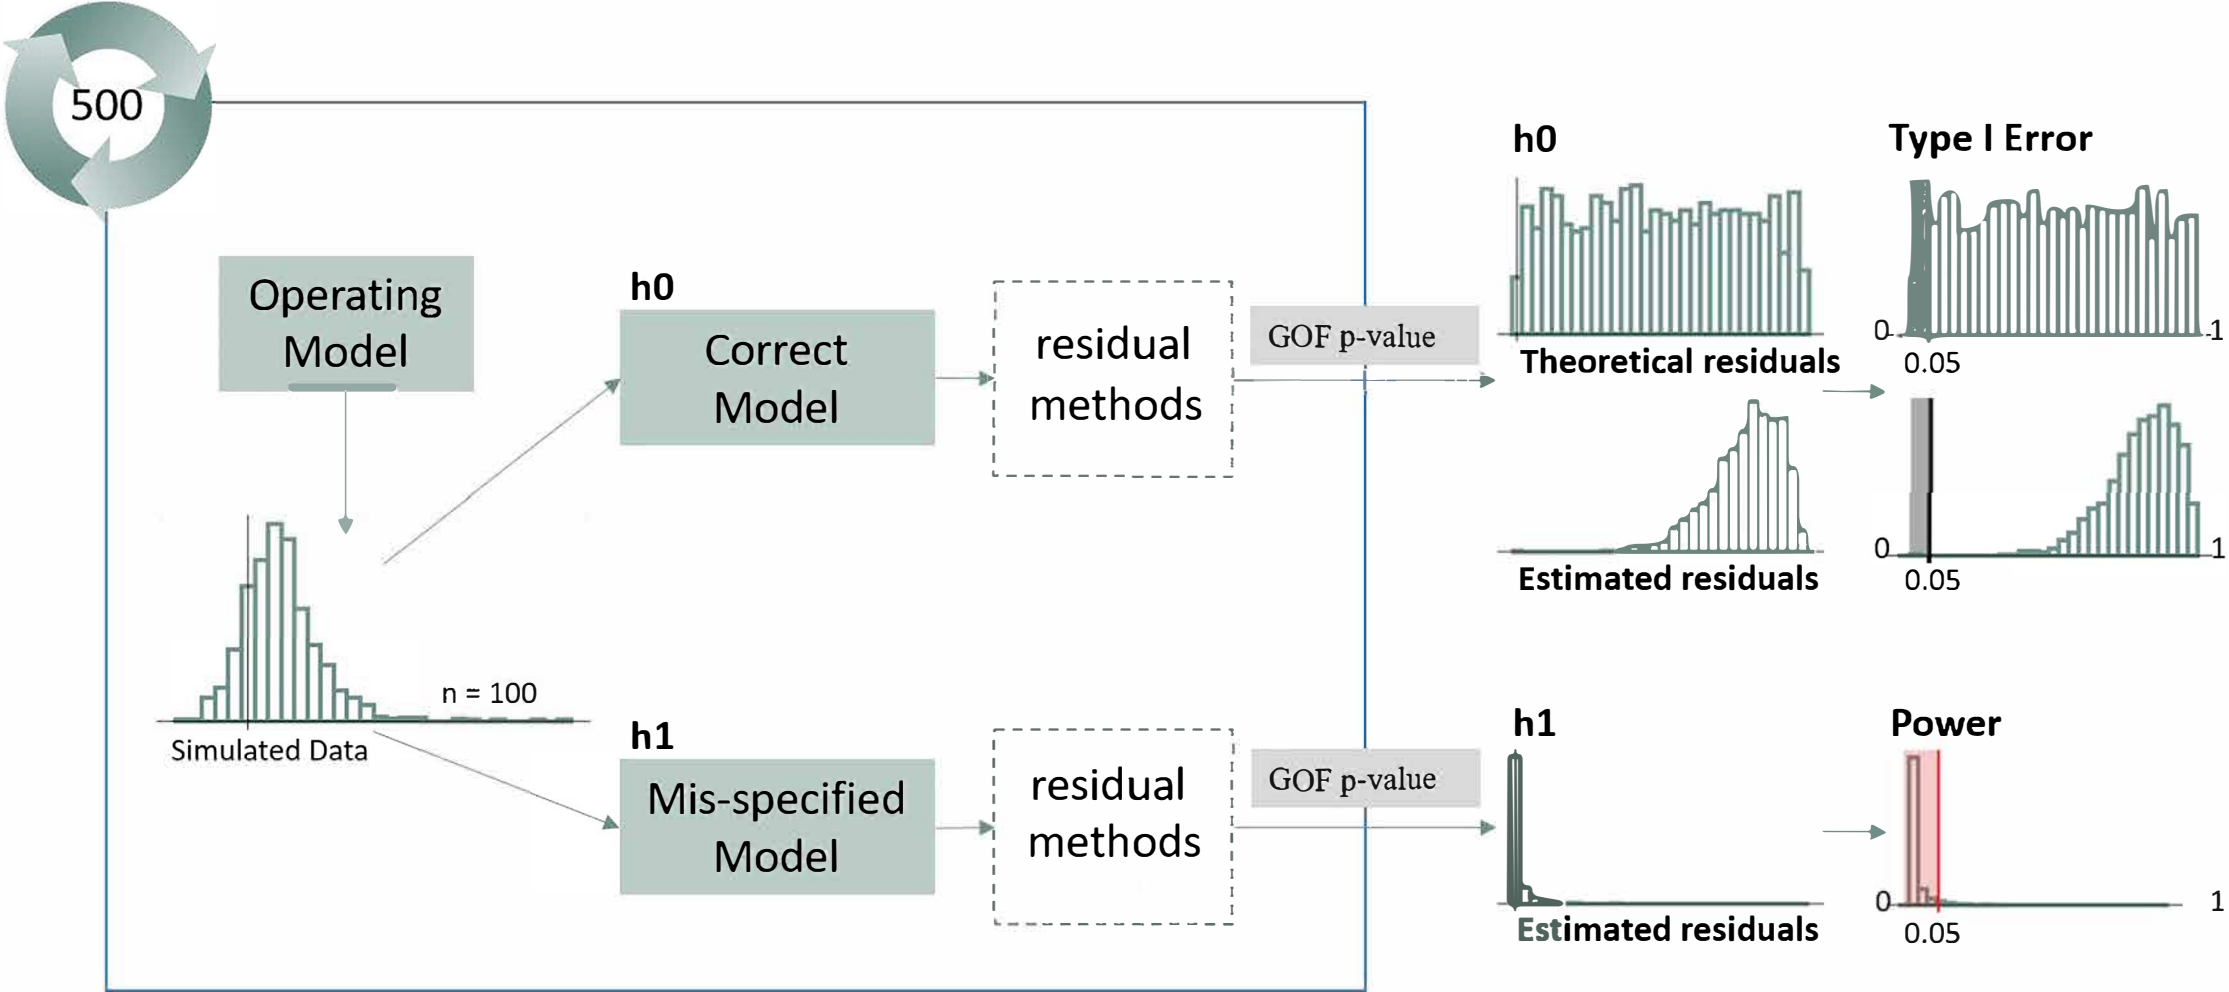 500
Operating
Model
n = 100
Simulated Data
h0
Correct
Model
residual
methods
GOF p-value
h0
Theoretical residuals
Estimated residuals
Type I Error
0
1
0.05
0
1
0.05
h1
Mis-specified
Model
residual
methods
GOF p-value
h1
Estimated residuals
Power
0
1
0.05